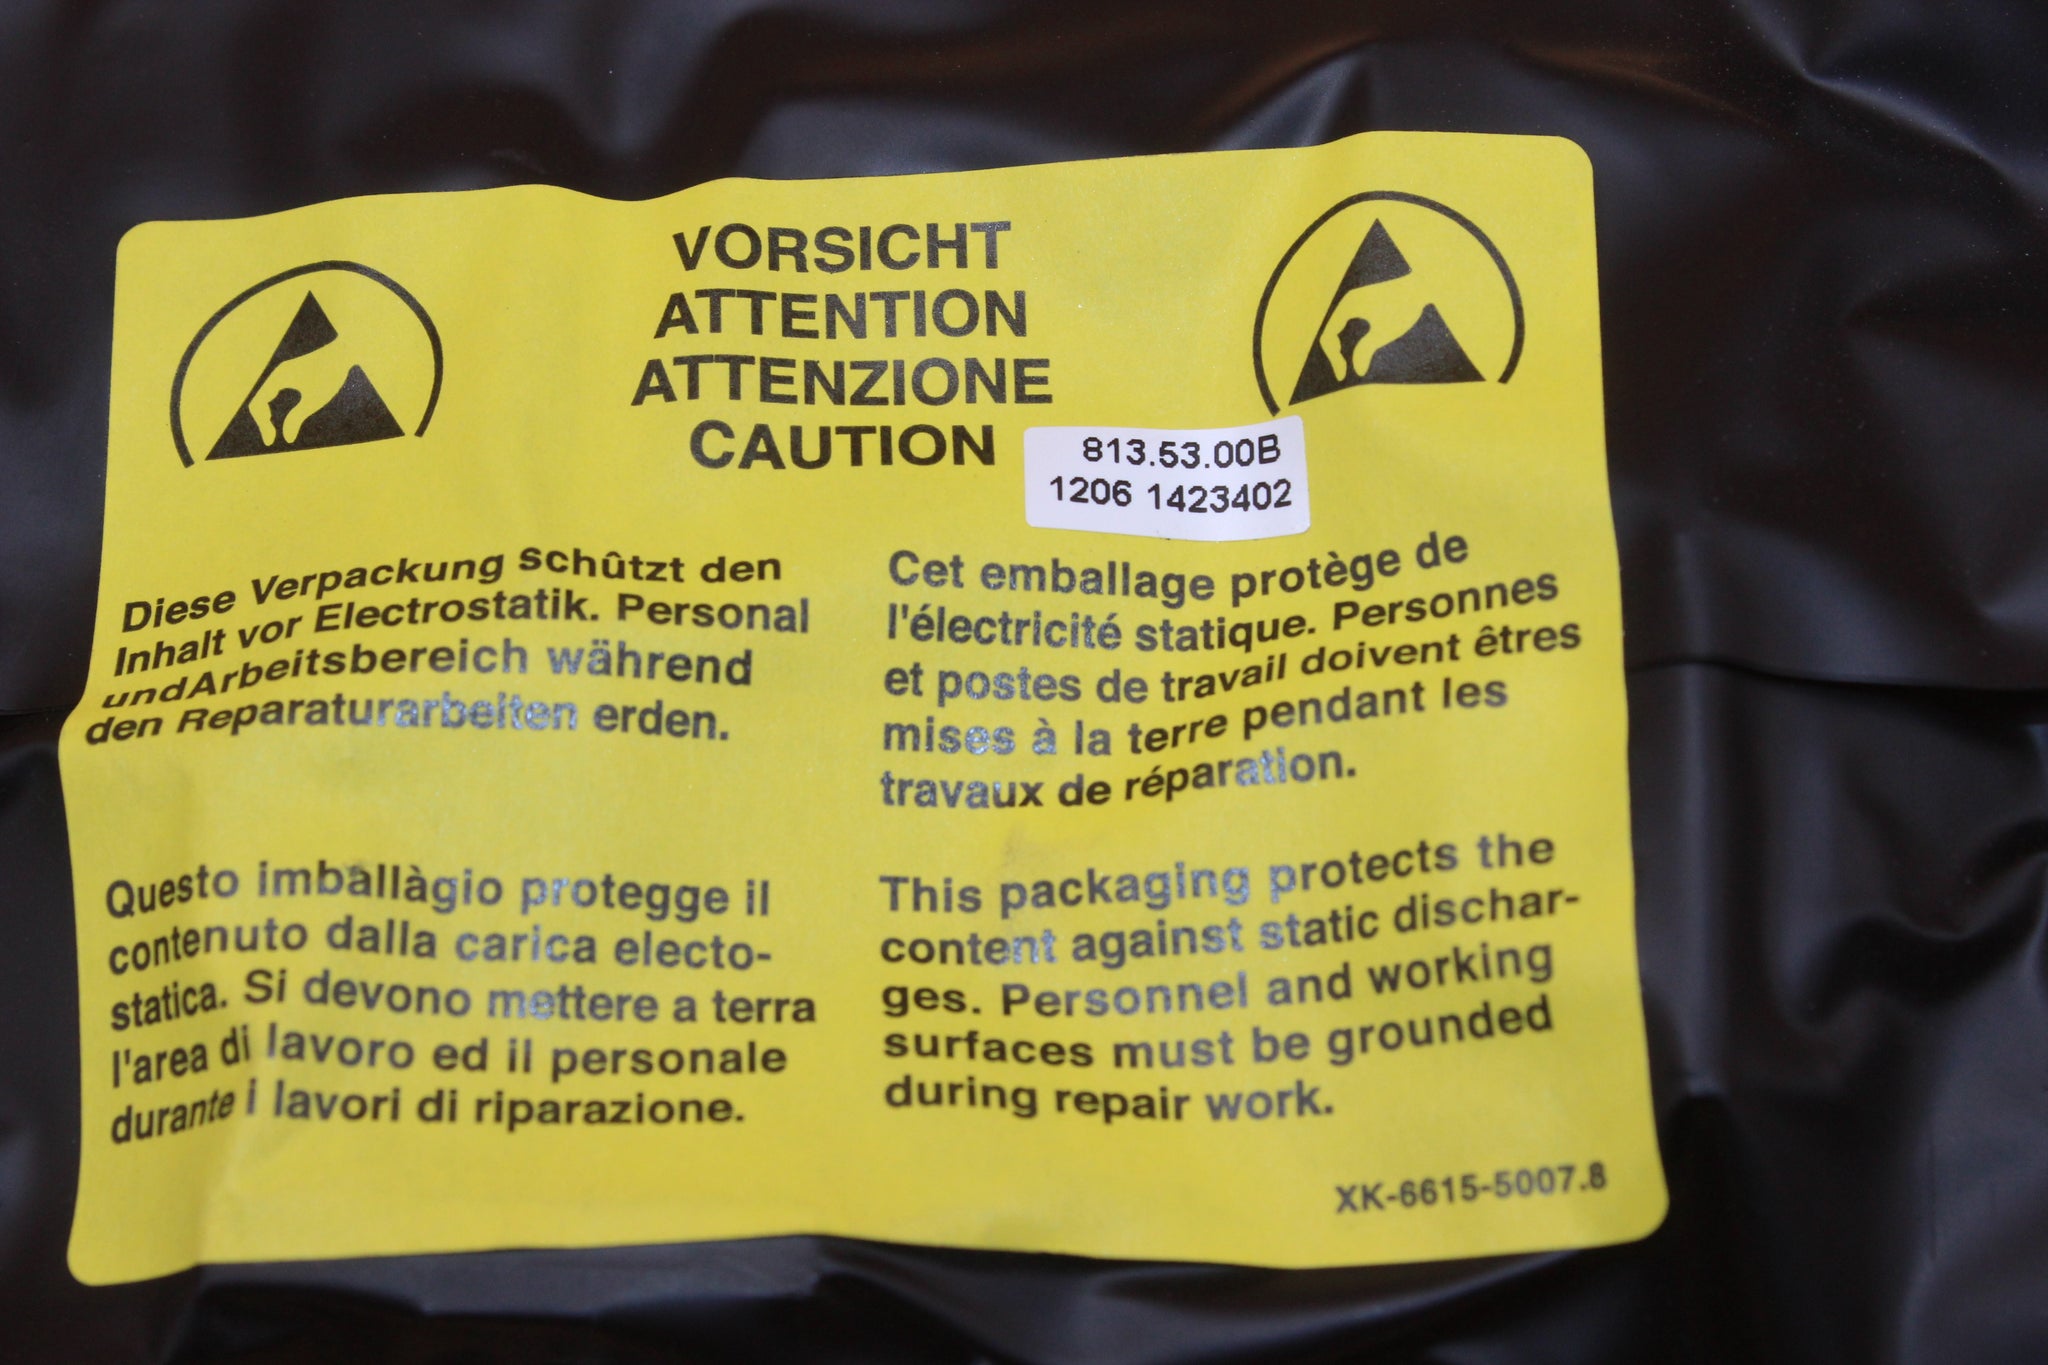 VORSICHT
ATTENTION
ATTENZIONE
CAUTION
813.53.00B
1206 1423402
Diese Verpackung schûtzt den
Inhalt vor Electrostatik. Personal
undArbeitsbereich während
den Reparaturarbeiten erden.
Cet emballage protège de
l'électricité statique. Personnes
et postes de travail doivent êtres
mises à la terre pendant les
travaux de réparation.
Questo imballàgio protegge il
contenuto dalla carica electo-
statica. Si devono mettere a terra
l'area di lavoro ed il personale
durante i lavori di riparazione.
This packaging protects the
content against static dischar-
ges. Personnel and working
surfaces must be grounded
during repair work.
XK-6615-5007.8